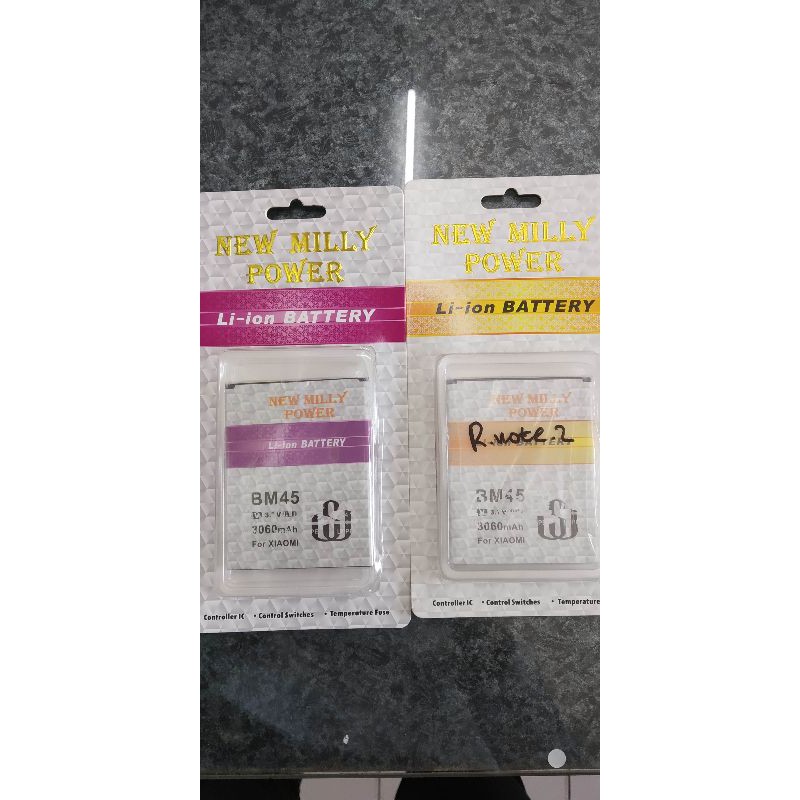 NEW MILLY
POWER
Li-ion BATTERY
NEW MILLY
POWER
Li-ion BATTERY
BM45
3060mAh
For XIAOMI
Controller IC • Control Switches • Temperature Fuse
NEW MILLY
POWER
Li-ion BATTERY
NEW MILLY
POWER
R.note.2
BM45
3060mAh
For XIAOMI
Controller IC • Control Switches • Temperature